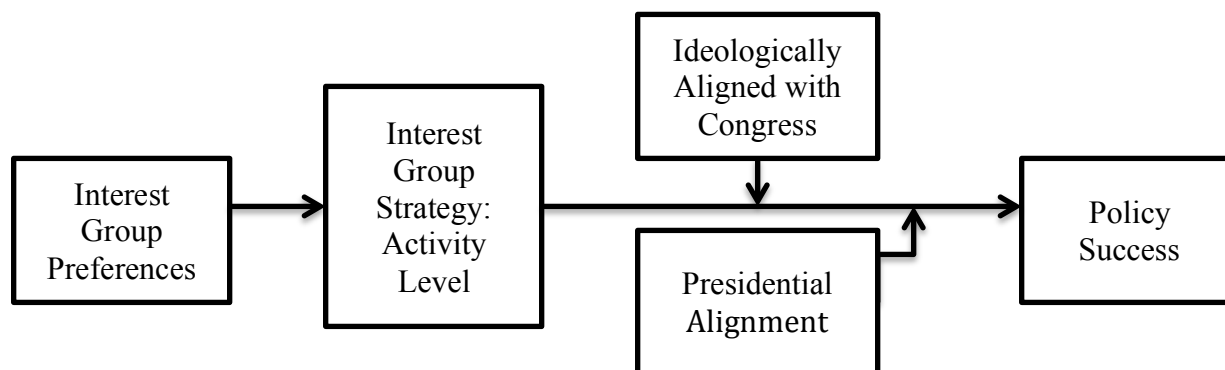 Interest
Group
Preferences
Interest
Group
Strategy:
Activity
Level
Ideologically
Aligned with
Congress
Presidential
Alignment
Policy
Success